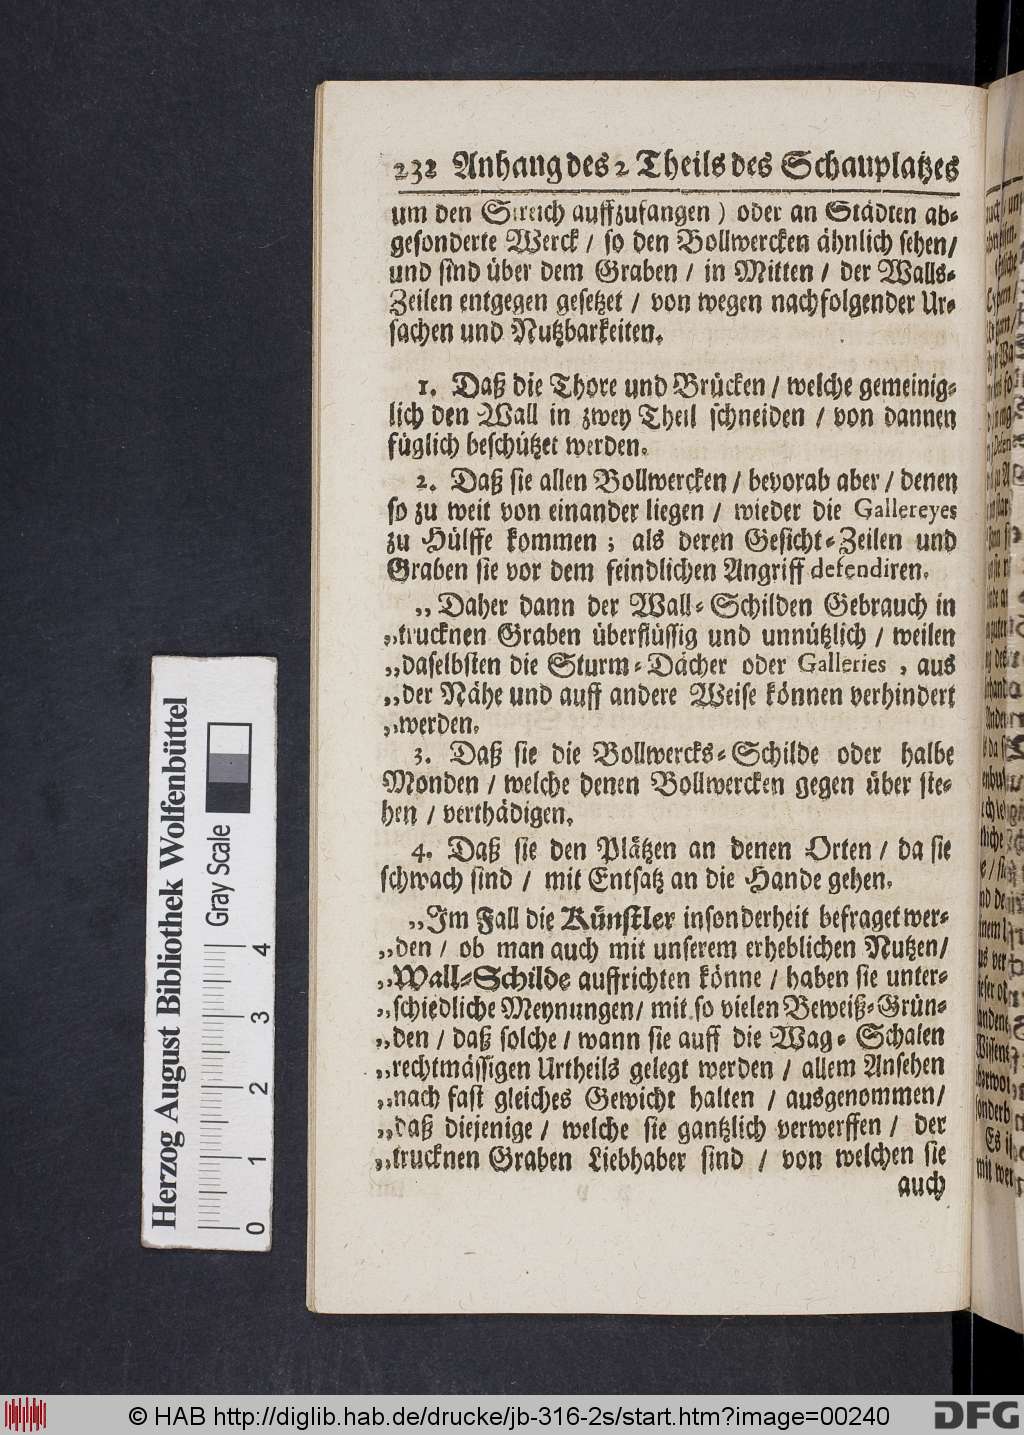 232 Anhang des 2 Theils des Schauplatzes
um den Streich auffzufangen) oder an Städten ab-
gesonderte Werck / so den Bollwercken ähnlich sehen/
und sind über dem Graben / in Mitten / der Walls-
Zeilen entgegen gesetzet / von wegen nachfolgender Ur-
sachen und Nutzbarkeiten.
1. Daß die Thore und Brücken / welche gemeinig-
lich den Wall in zwey Theil schneiden / von dannen
füglich beschützet werden.
2. Daß sie allen Bollwercken / bevorab aber / denen
so zu weit von einander liegen / wieder die Gallereyes
zu Hülffe kommen ; als deren Gesicht-Zeilen und
Graben sie vor dem feindlichen Angriff defendiren.
„ Daher dann der Wall-Schilden Gebrauch in
„trucknen Graben überflüssig und unnützlich / weilen
„daselbsten die Sturm-Dächer oder Galleries , aus
„der Nähe und auff andere Weise können verhindert
„werden.
3. Daß sie die Bollwercks-Schilde oder halbe
Monden / welche denen Bollwercken gegen über ste-
hen / verthädigen.
4. Daß sie den Plätzen an denen Orten / da sie
schwach sind / mit Entsatz an die Hande gehen.
„Im Fall die Künstler insonderheit befraget wer-
„den / ob man auch mit unserem erheblichen Nutzen/
„Wall-Schilde auffrichten könne / haben sie unter-
„schiedliche Meynungen/ mit so vielen Beweiß-Grün-
„den / daß solche / wann sie auff die Wag-Schalen
„rechtmässigen Urtheils gelegt werden / allem Ansehen
„nach fast gleiches Gewicht halten / ausgenommen/
„daß diejenige / welche sie gantzlich verwerffen / der
„trucknen Graben Liebhaber sind / von welchen sie
auch
Herzog August Bibliothek Wolfenbüttel
Gray Scale
0 1 2 3 4
© HAB http://diglib.hab.de/drucke/jb-316-2s/start.htm?image=00240
DFG